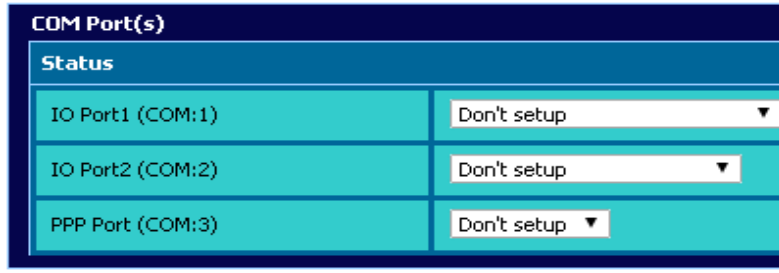 COM Port(s)
Status
IO Port1 (COM:1) Don't setup
IO Port2 (COM:2) Don't setup
PPP Port (COM:3) Don't setup